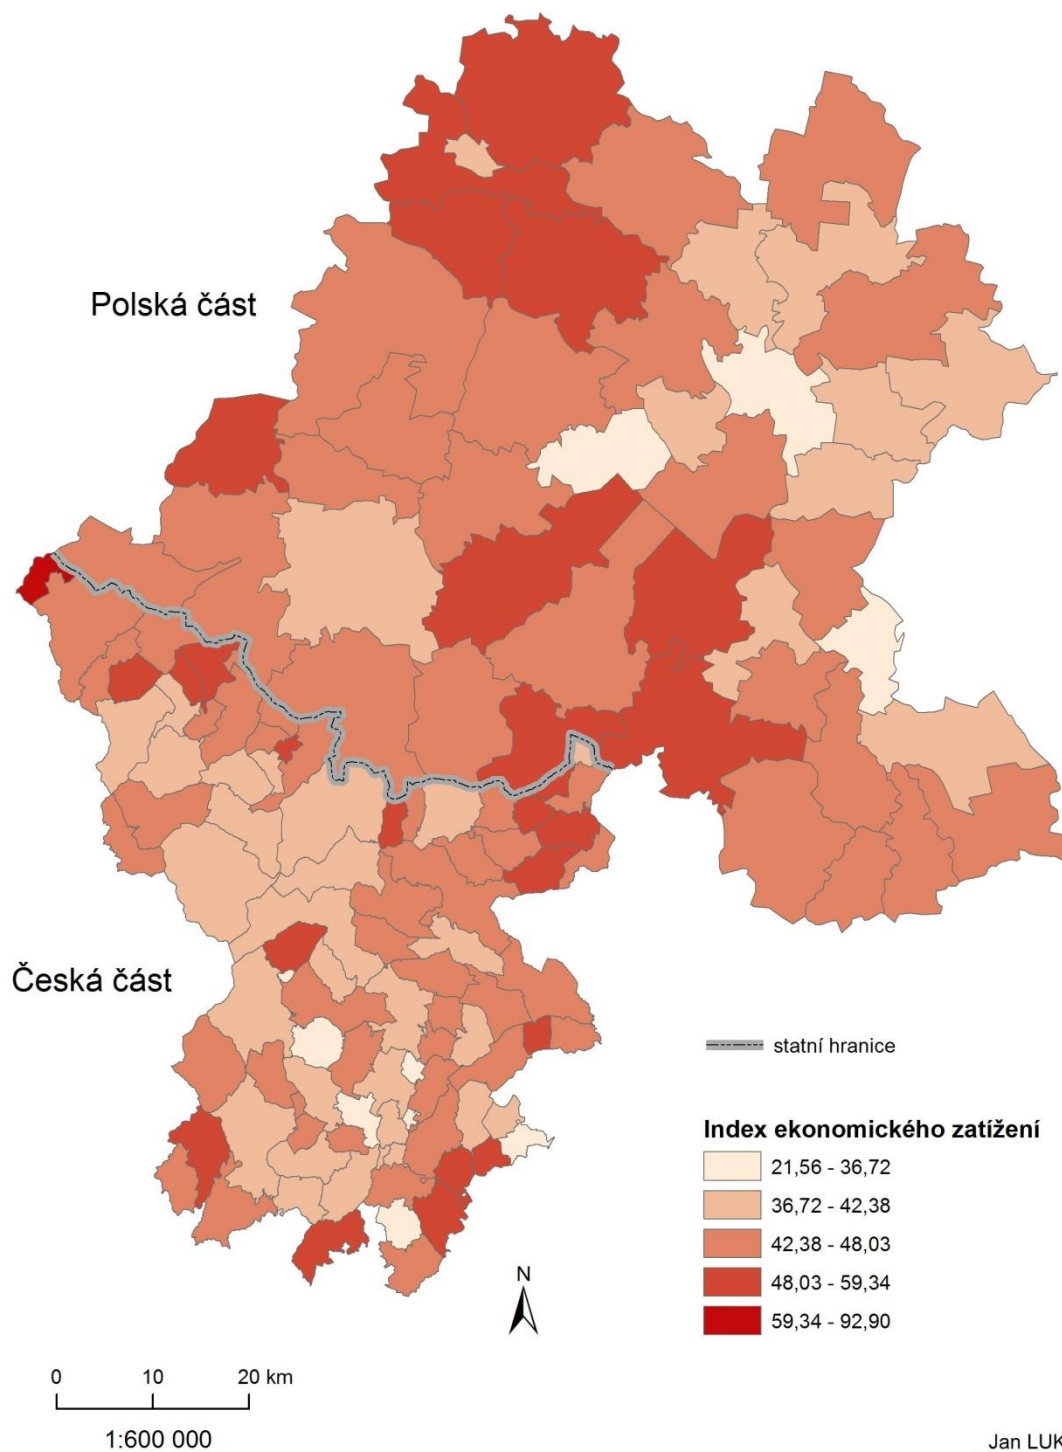 Polská část
Česká část
statní hranice
Index ekonomického zatížení
21,56 - 36,72
36,72 - 42,38
42,38 - 48,03
48,03 - 59,34
59,34 - 92,90
N
0 10 20 km
1:600 000
Jan LUK